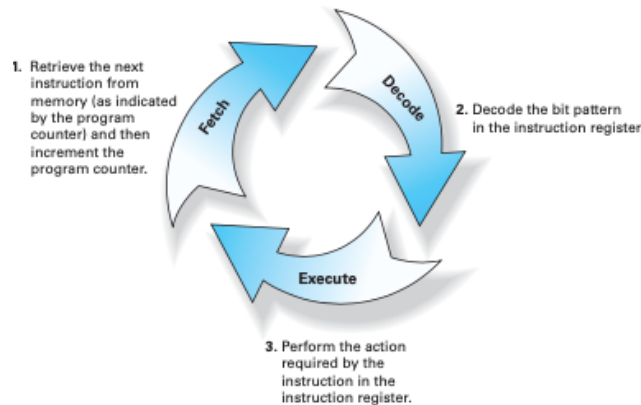 1. Retrieve the next
instruction from
memory (as indicated
by the program
counter) and then
increment the
program counter.
Fetch
Decode
2. Decode the bit pattern
in the instruction register
Execute
3. Perform the action
required by the
instruction in the
instruction register.